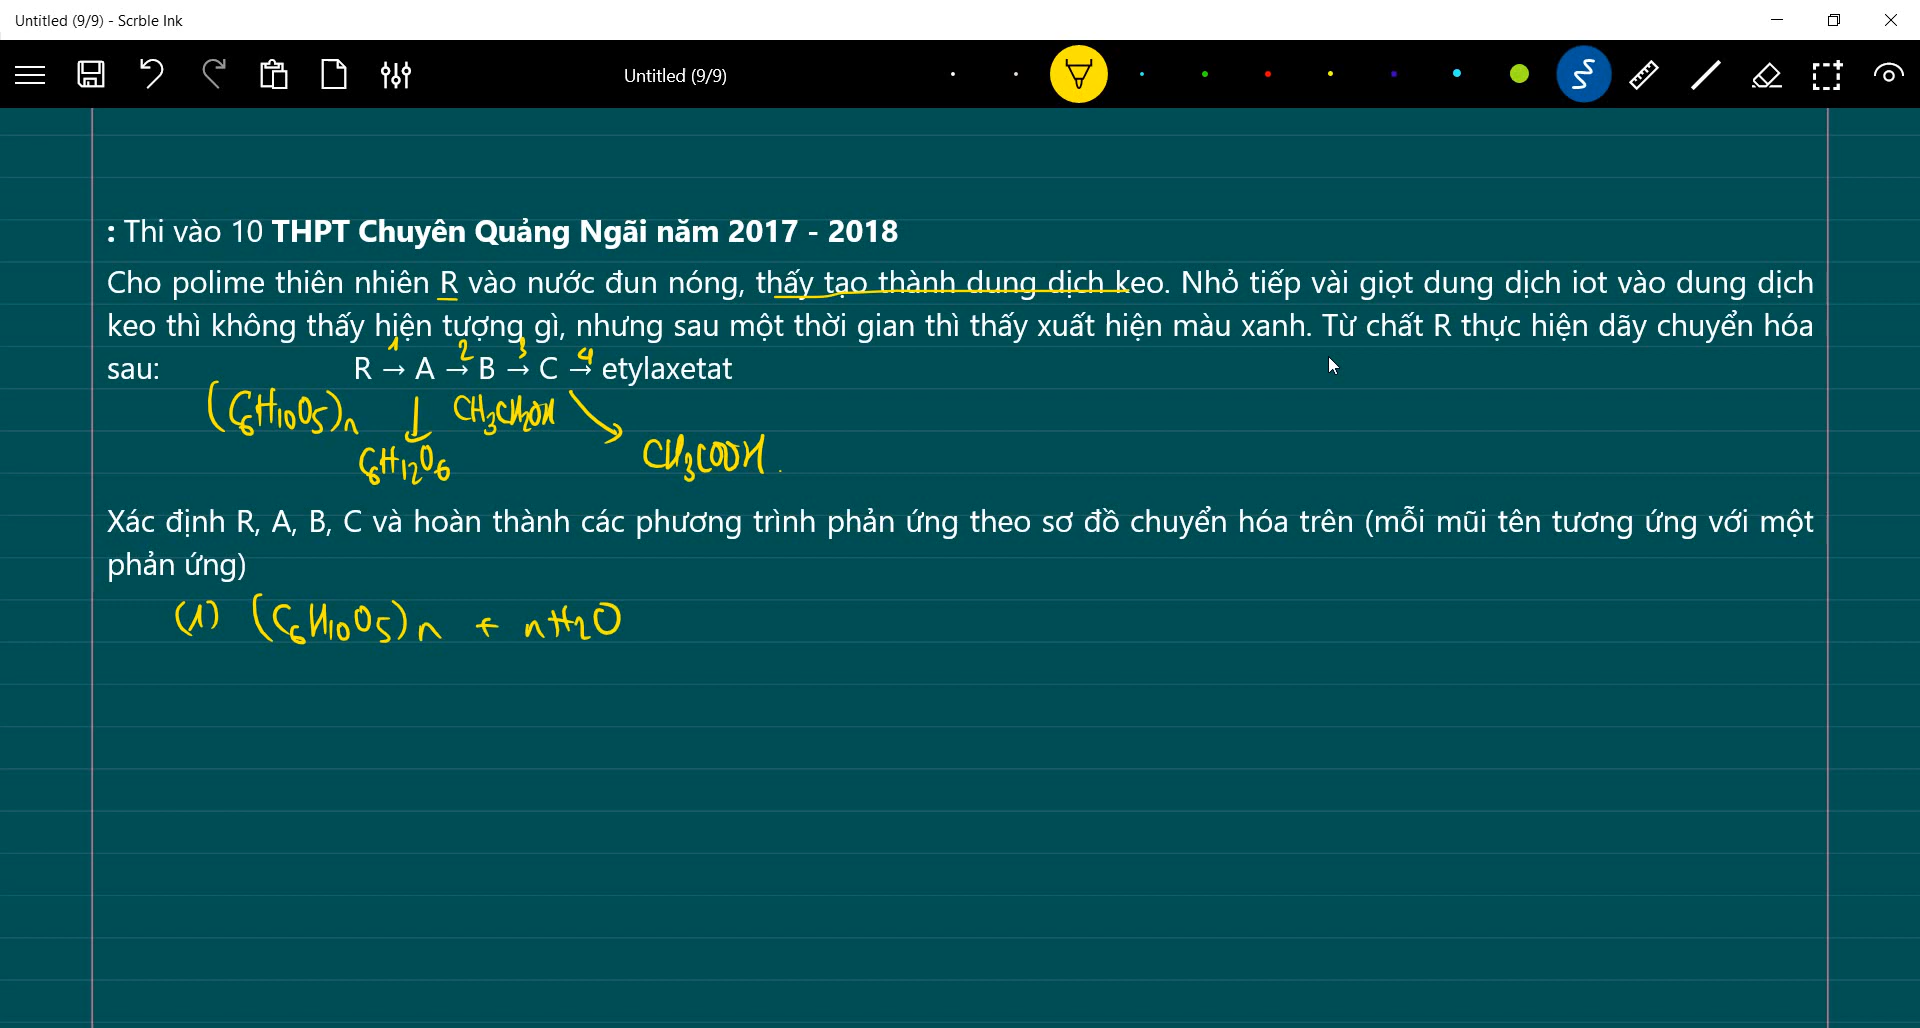 Untitled (9/9) - Scrble Ink
Untitled (9/9)
: Thi vào 10 THPT Chuyên Quảng Ngãi năm 2017 - 2018
Cho polime thiên nhiên R vào nước đun nóng, thấy tạo thành dung dịch keo. Nhỏ tiếp vài giọt dung dịch iot vào dung dịch
keo thì không thấy hiện tượng gì, nhưng sau một thời gian thì thấy xuất hiện màu xanh. Từ chất R thực hiện dãy chuyển hóa
1 2 3 4
sau: R → A → B → C → etylaxetat
(C6H10O5)n ↓ CH3CH2OH
C6H12O6 CH3COOH
Xác định R, A, B, C và hoàn thành các phương trình phản ứng theo sơ đồ chuyển hóa trên (mỗi mũi tên tương ứng với một
phản ứng)
(1) (C6H10O5)n + nH2O